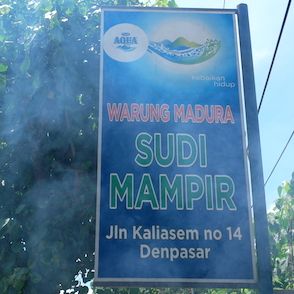 AQUA
kebaikan
hidup
WARUNG MADURA
SUDI
MAMPIR
Jln Kaliasem no 14
Denpasar